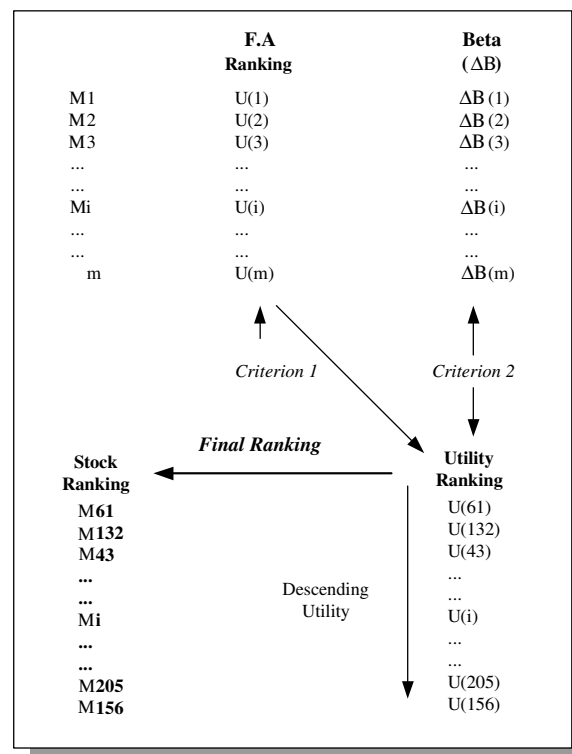 F.A Beta
Ranking (ΔB)
M1 U(1) ΔB (1)
M2 U(2) ΔB (2)
M3 U(3) ΔB (3)
... ... ...
... ... ...
Mi U(i) ΔB (i)
... ... ...
... ... ...
m U(m) ΔB (m)
Criterion 1 Criterion 2
Final Ranking
Stock Ranking
Utility Ranking
M61 U(61)
M132 U(132)
M43 U(43)
... ...
... ...
Mi U(i)
... ...
... ...
M205 U(205)
M156 U(156)
Descending
Utility